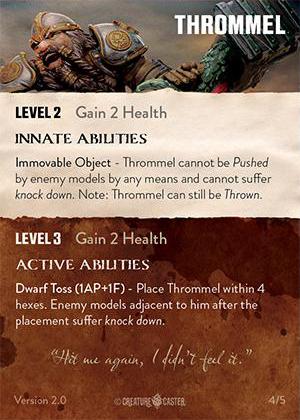 THROMMEL
LEVEL 2 Gain 2 Health
INNATE ABILITIES
Immovable Object - Thrommel cannot be Pushed
by enemy models by any means and cannot suffer
knock down. Note: Thrommel can still be Thrown.
LEVEL 3 Gain 2 Health
ACTIVE ABILITIES
Dwarf Toss (1AP+1F) - Place Thrommel within 4
hexes. Enemy models adjacent to him after the
placement suffer knock down.
"Hit me again, I didn't feel it."
Version 2.0 © CREATURE CASTER 4/5